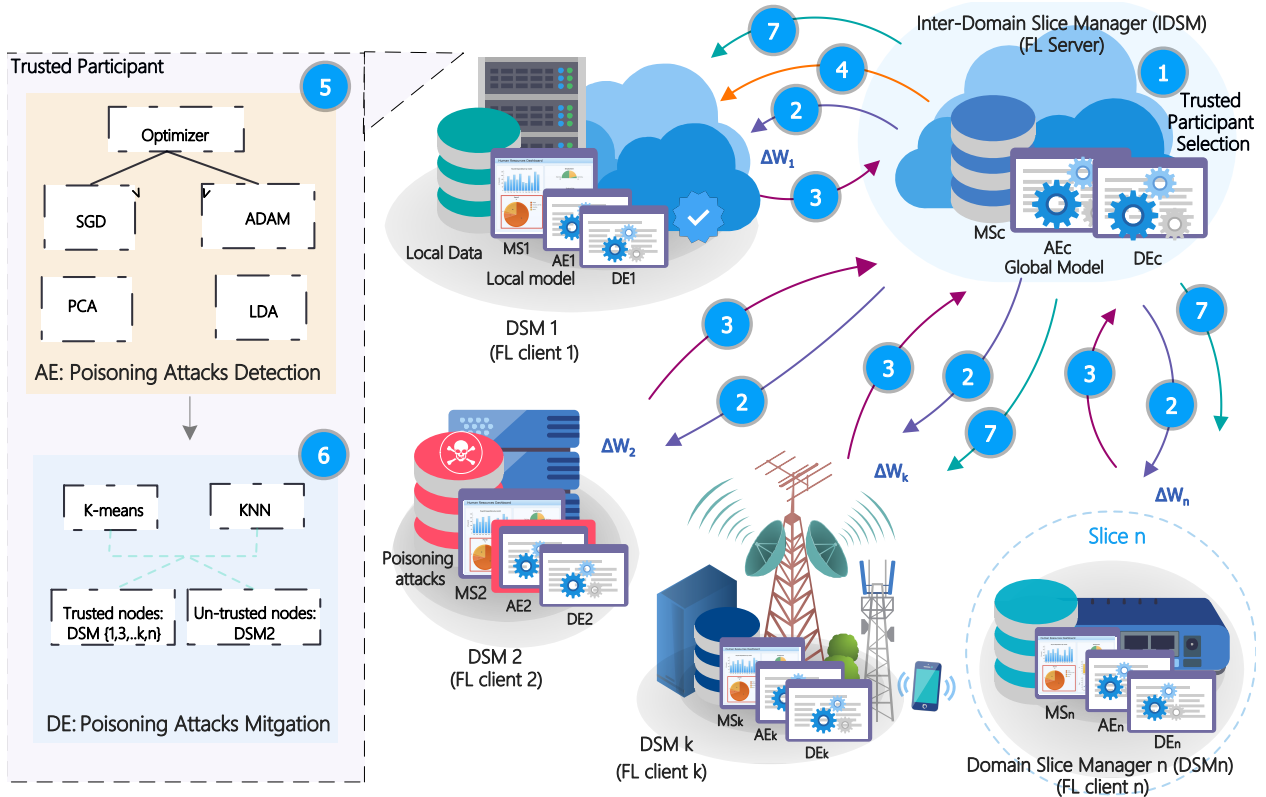 Trusted Participant
5
Optimizer
SGD
ADAM
PCA
LDA
AE: Poisoning Attacks Detection
6
K-means
KNN
Trusted nodes:
DSM {1,3,..k,n}
Un-trusted nodes:
DSM2
DE: Poisoning Attacks Mitgation
7
4
2
ΔW1
3
Inter-Domain Slice Manager (IDSM)
(FL Server)
1
Trusted
Participant
Selection
MSc
AEc
DEc
Global Model
Local Data
MS1
AE1
DE1
Local model
DSM 1
(FL client 1)
3
2
ΔW2
3
2
7
ΔWk
3
2
7
ΔWn
Poisoning
attacks
MS2
AE2
DE2
DSM 2
(FL client 2)
MSk
AEk
DEk
DSM k
(FL client k)
Slice n
MSn
AEn
DEn
Domain Slice Manager n (DSMn)
(FL client n)